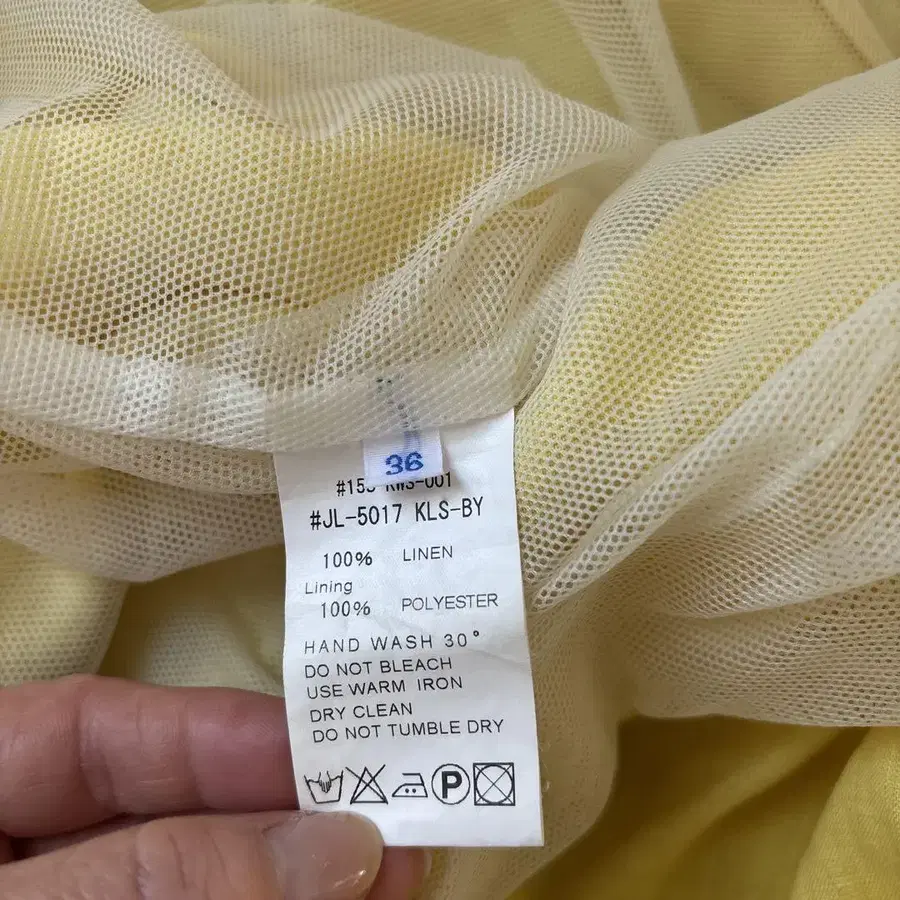 36
#JL-5017 KLS-BY
100% LINEN
Lining
100% POLYESTER
HAND WASH 30°
DO NOT BLEACH
USE WARM IRON
DRY CLEAN
DO NOT TUMBLE DRY
P